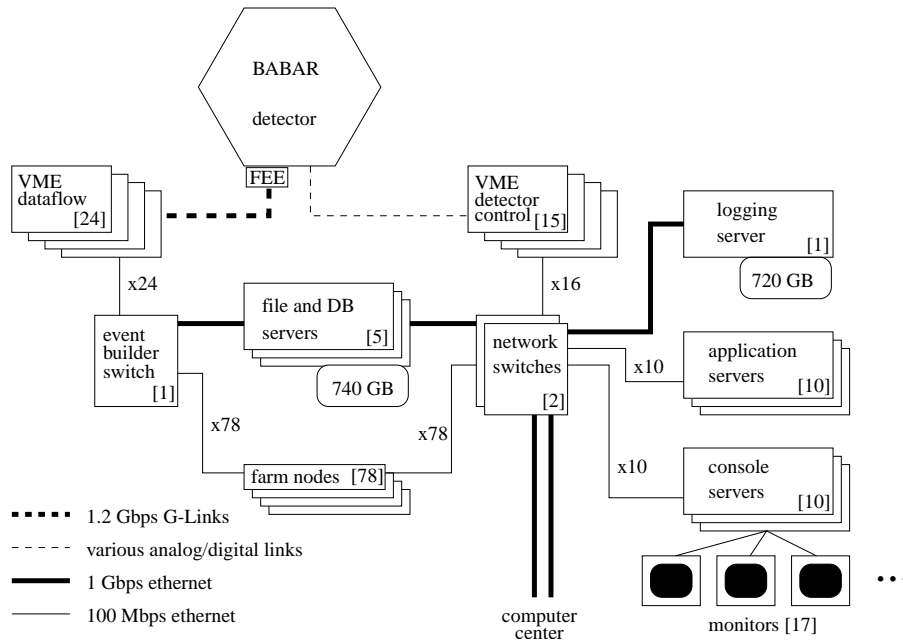 BABAR
detector
FEE
VME
dataflow
[24]
VME
detector
control
[15]
logging
server
[1]
720 GB
x24
x16
file and DB
servers
[5]
740 GB
event
builder
switch
[1]
network
switches
[2]
application
servers
[10]
x10
x78
x78
x10
farm nodes [78]
console
servers
[10]
1.2 Gbps G-Links
various analog/digital links
1 Gbps ethernet
100 Mbps ethernet
computer
center
monitors [17]
...